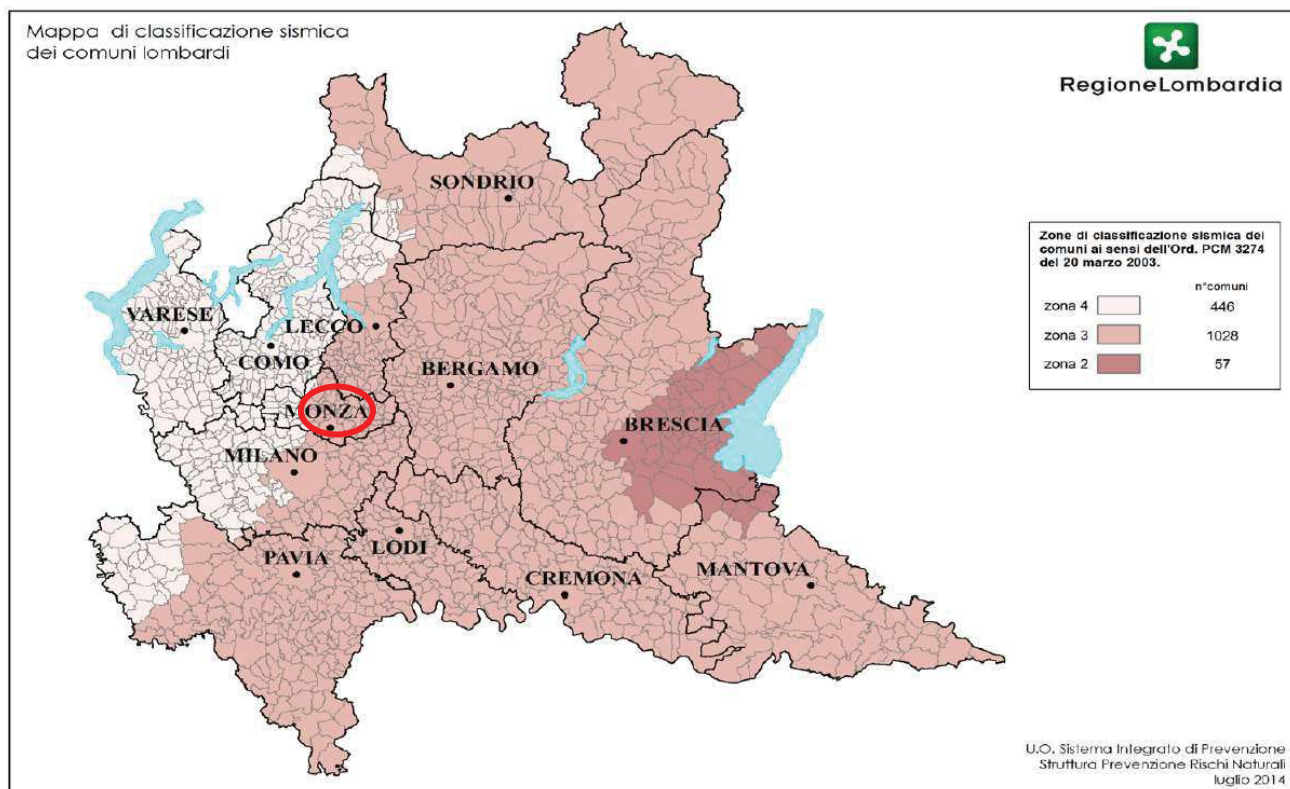 Mappa di classificazione sismica
dei comuni lombardi
RegioneLombardia
SONDRIO
VARESE
LECCO
COMO
BERGAMO
MONZA
BRESCIA
MILANO
PAVIA
LODI
CREMONA
MANTOVA
Zone di classificazione sismica dei
comuni ai sensi dell'Ord. PCM 3274
del 20 marzo 2003.
n°comuni
zona 4 446
zona 3 1028
zona 2 57
U.O. Sistema Integrato di Prevenzione
Struttura Prevenzione Rischi Naturali
luglio 2014